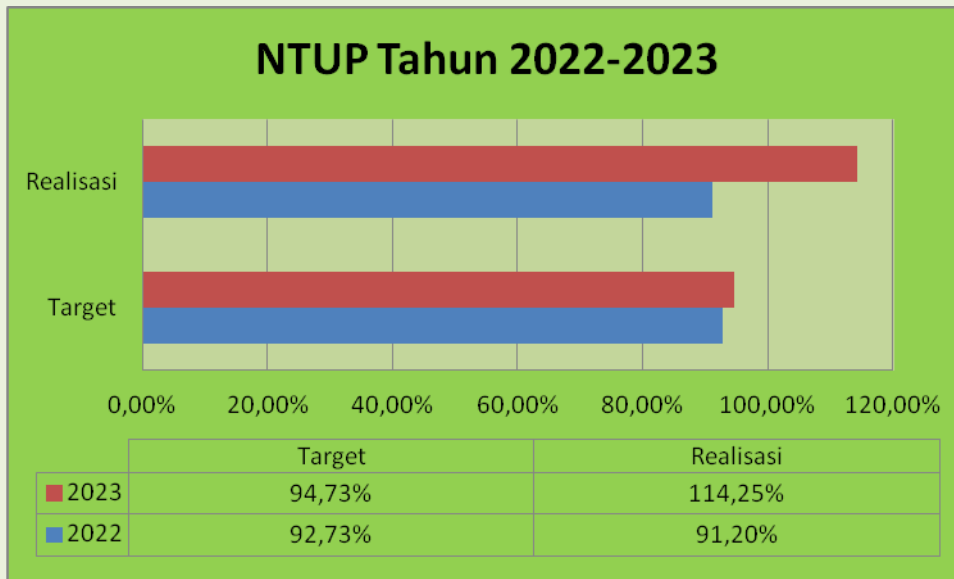 NTUP Tahun 2022-2023
Realisasi
Target
0,00% 20,00% 40,00% 60,00% 80,00% 100,00% 120,00%
Target Realisasi
2023 94,73% 114,25%
2022 92,73% 91,20%